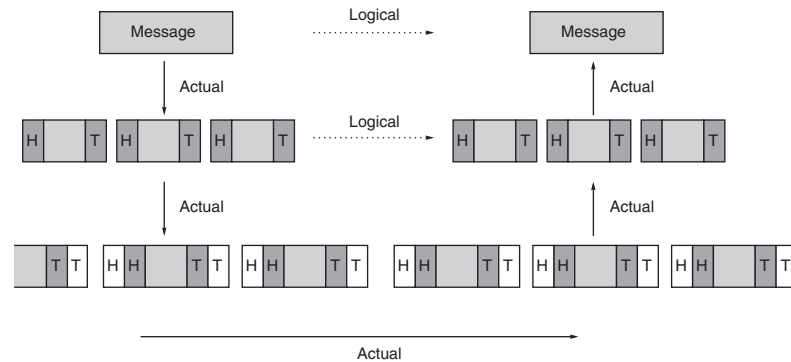 Logical
Message
Message
Actual
Actual
Logical
H T H T H T
H T H T H T
Actual
Actual
T T H H T T H H T T
H H T T H H T T H H T T
Actual